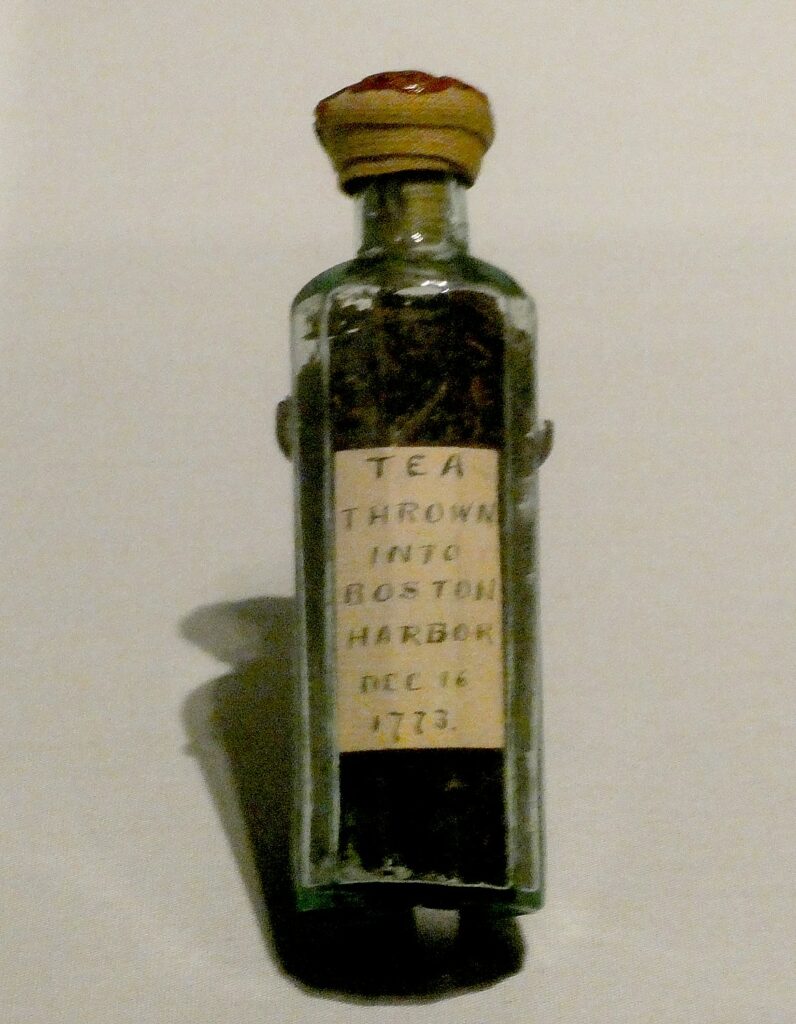 TEA
THROWN
INTO
BOSTON
HARBOR
DEC 16
1773.